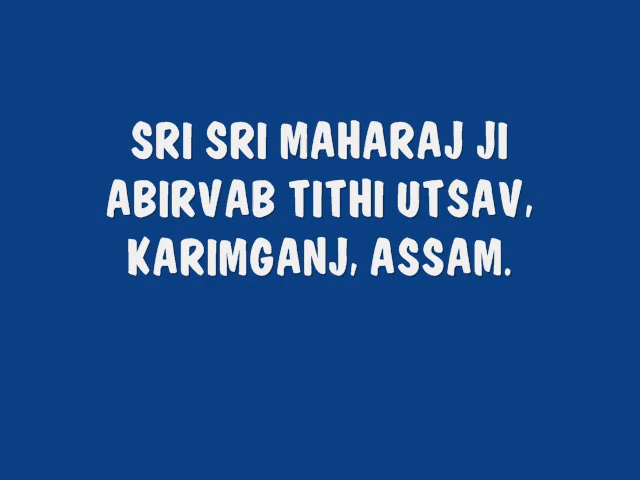 SRI SRI MAHARAJ JI
ABIRVAB TITHI UTSAV,
KARIMGANJ, ASSAM.